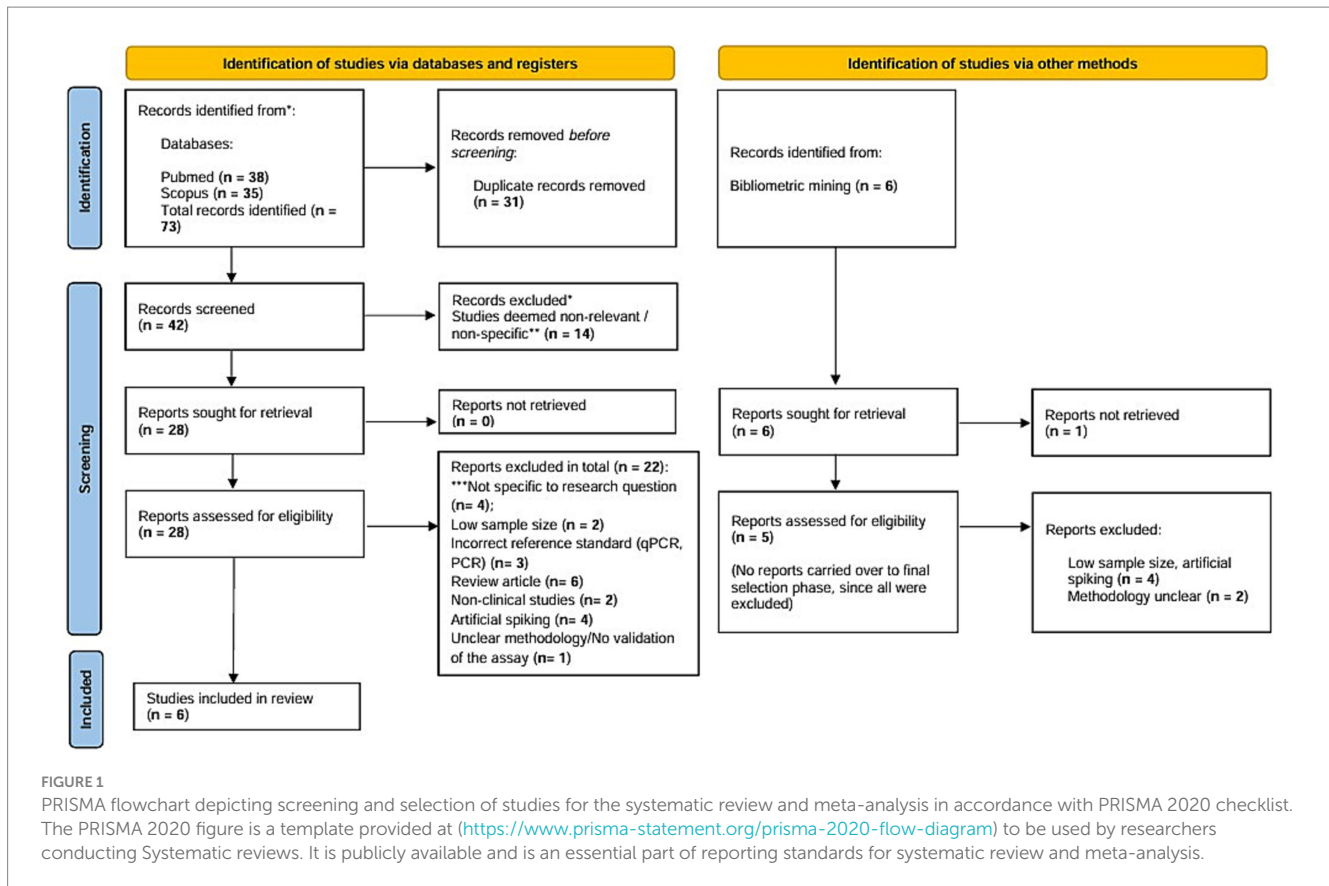 Identification of studies via databases and registers
Identification of studies via other methods
Identification
Records identified from*:
Databases:
Pubmed (n = 38)
Scopus (n = 35)
Total records identified (n =
73)
Records removed before
screening:
Duplicate records removed
(n = 31)
Records identified from:
Bibliometric mining (n = 6)
Screening
Records screened
(n = 42)
Records excluded*
Studies deemed non-relevant /
non-specific** (n = 14)
Reports sought for retrieval
(n = 28)
Reports not retrieved
(n = 0)
Reports sought for retrieval
(n = 6)
Reports not retrieved
(n = 1)
Reports assessed for eligibility
(n = 28)
Reports excluded in total (n = 22):
***Not specific to research question
(n= 4);
Low sample size (n = 2)
Incorrect reference standard (qPCR,
PCR) (n= 3)
Review article (n= 6)
Non-clinical studies (n= 2)
Artificial spiking (n= 4)
Unclear methodology/No validation
of the assay (n= 1)
Reports assessed for eligibility
(n = 5)
(No reports carried over to final
selection phase, since all were
excluded)
Reports excluded:
Low sample size, artificial
spiking (n = 4)
Methodology unclear (n = 2)
Included
Studies included in review
(n = 6)
FIGURE 1
PRISMA flowchart depicting screening and selection of studies for the systematic review and meta-analysis in accordance with PRISMA 2020 checklist.
The PRISMA 2020 figure is a template provided at (https://www.prisma-statement.org/prisma-2020-flow-diagram) to be used by researchers
conducting Systematic reviews. It is publicly available and is an essential part of reporting standards for systematic review and meta-analysis.